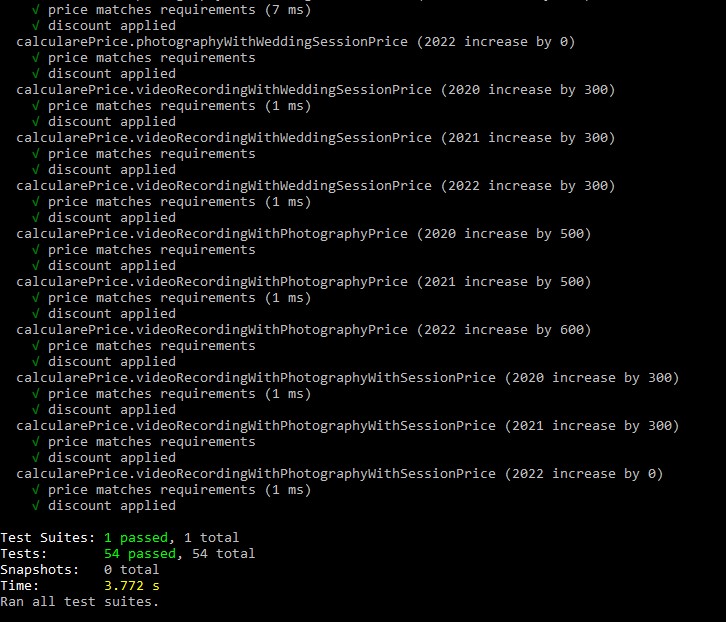 √ price matches requirements (7 ms)
√ discount applied
calcularePrice.photographyWithWeddingSessionPrice (2022 increase by 0)
√ price matches requirements
√ discount applied
calcularePrice.videoRecordingWithWeddingSessionPrice (2020 increase by 300)
√ price matches requirements (1 ms)
√ discount applied
calcularePrice.videoRecordingWithWeddingSessionPrice (2021 increase by 300)
√ price matches requirements
√ discount applied
calcularePrice.videoRecordingWithWeddingSessionPrice (2022 increase by 300)
√ price matches requirements (1 ms)
√ discount applied
calcularePrice.videoRecordingWithPhotographyPrice (2020 increase by 500)
√ price matches requirements
√ discount applied
calcularePrice.videoRecordingWithPhotographyPrice (2021 increase by 500)
√ price matches requirements (1 ms)
√ discount applied
calcularePrice.videoRecordingWithPhotographyPrice (2022 increase by 600)
√ price matches requirements
√ discount applied
calcularePrice.videoRecordingWithPhotographyWithSessionPrice (2020 increase by 300)
√ price matches requirements (1 ms)
√ discount applied
calcularePrice.videoRecordingWithPhotographyWithSessionPrice (2021 increase by 300)
√ price matches requirements
√ discount applied
calcularePrice.videoRecordingWithPhotographyWithSessionPrice (2022 increase by 0)
√ price matches requirements (1 ms)
√ discount applied
Test Suites: 1 passed, 1 total
Tests: 54 passed, 54 total
Snapshots: 0 total
Time: 3.772 s
Ran all test suites.